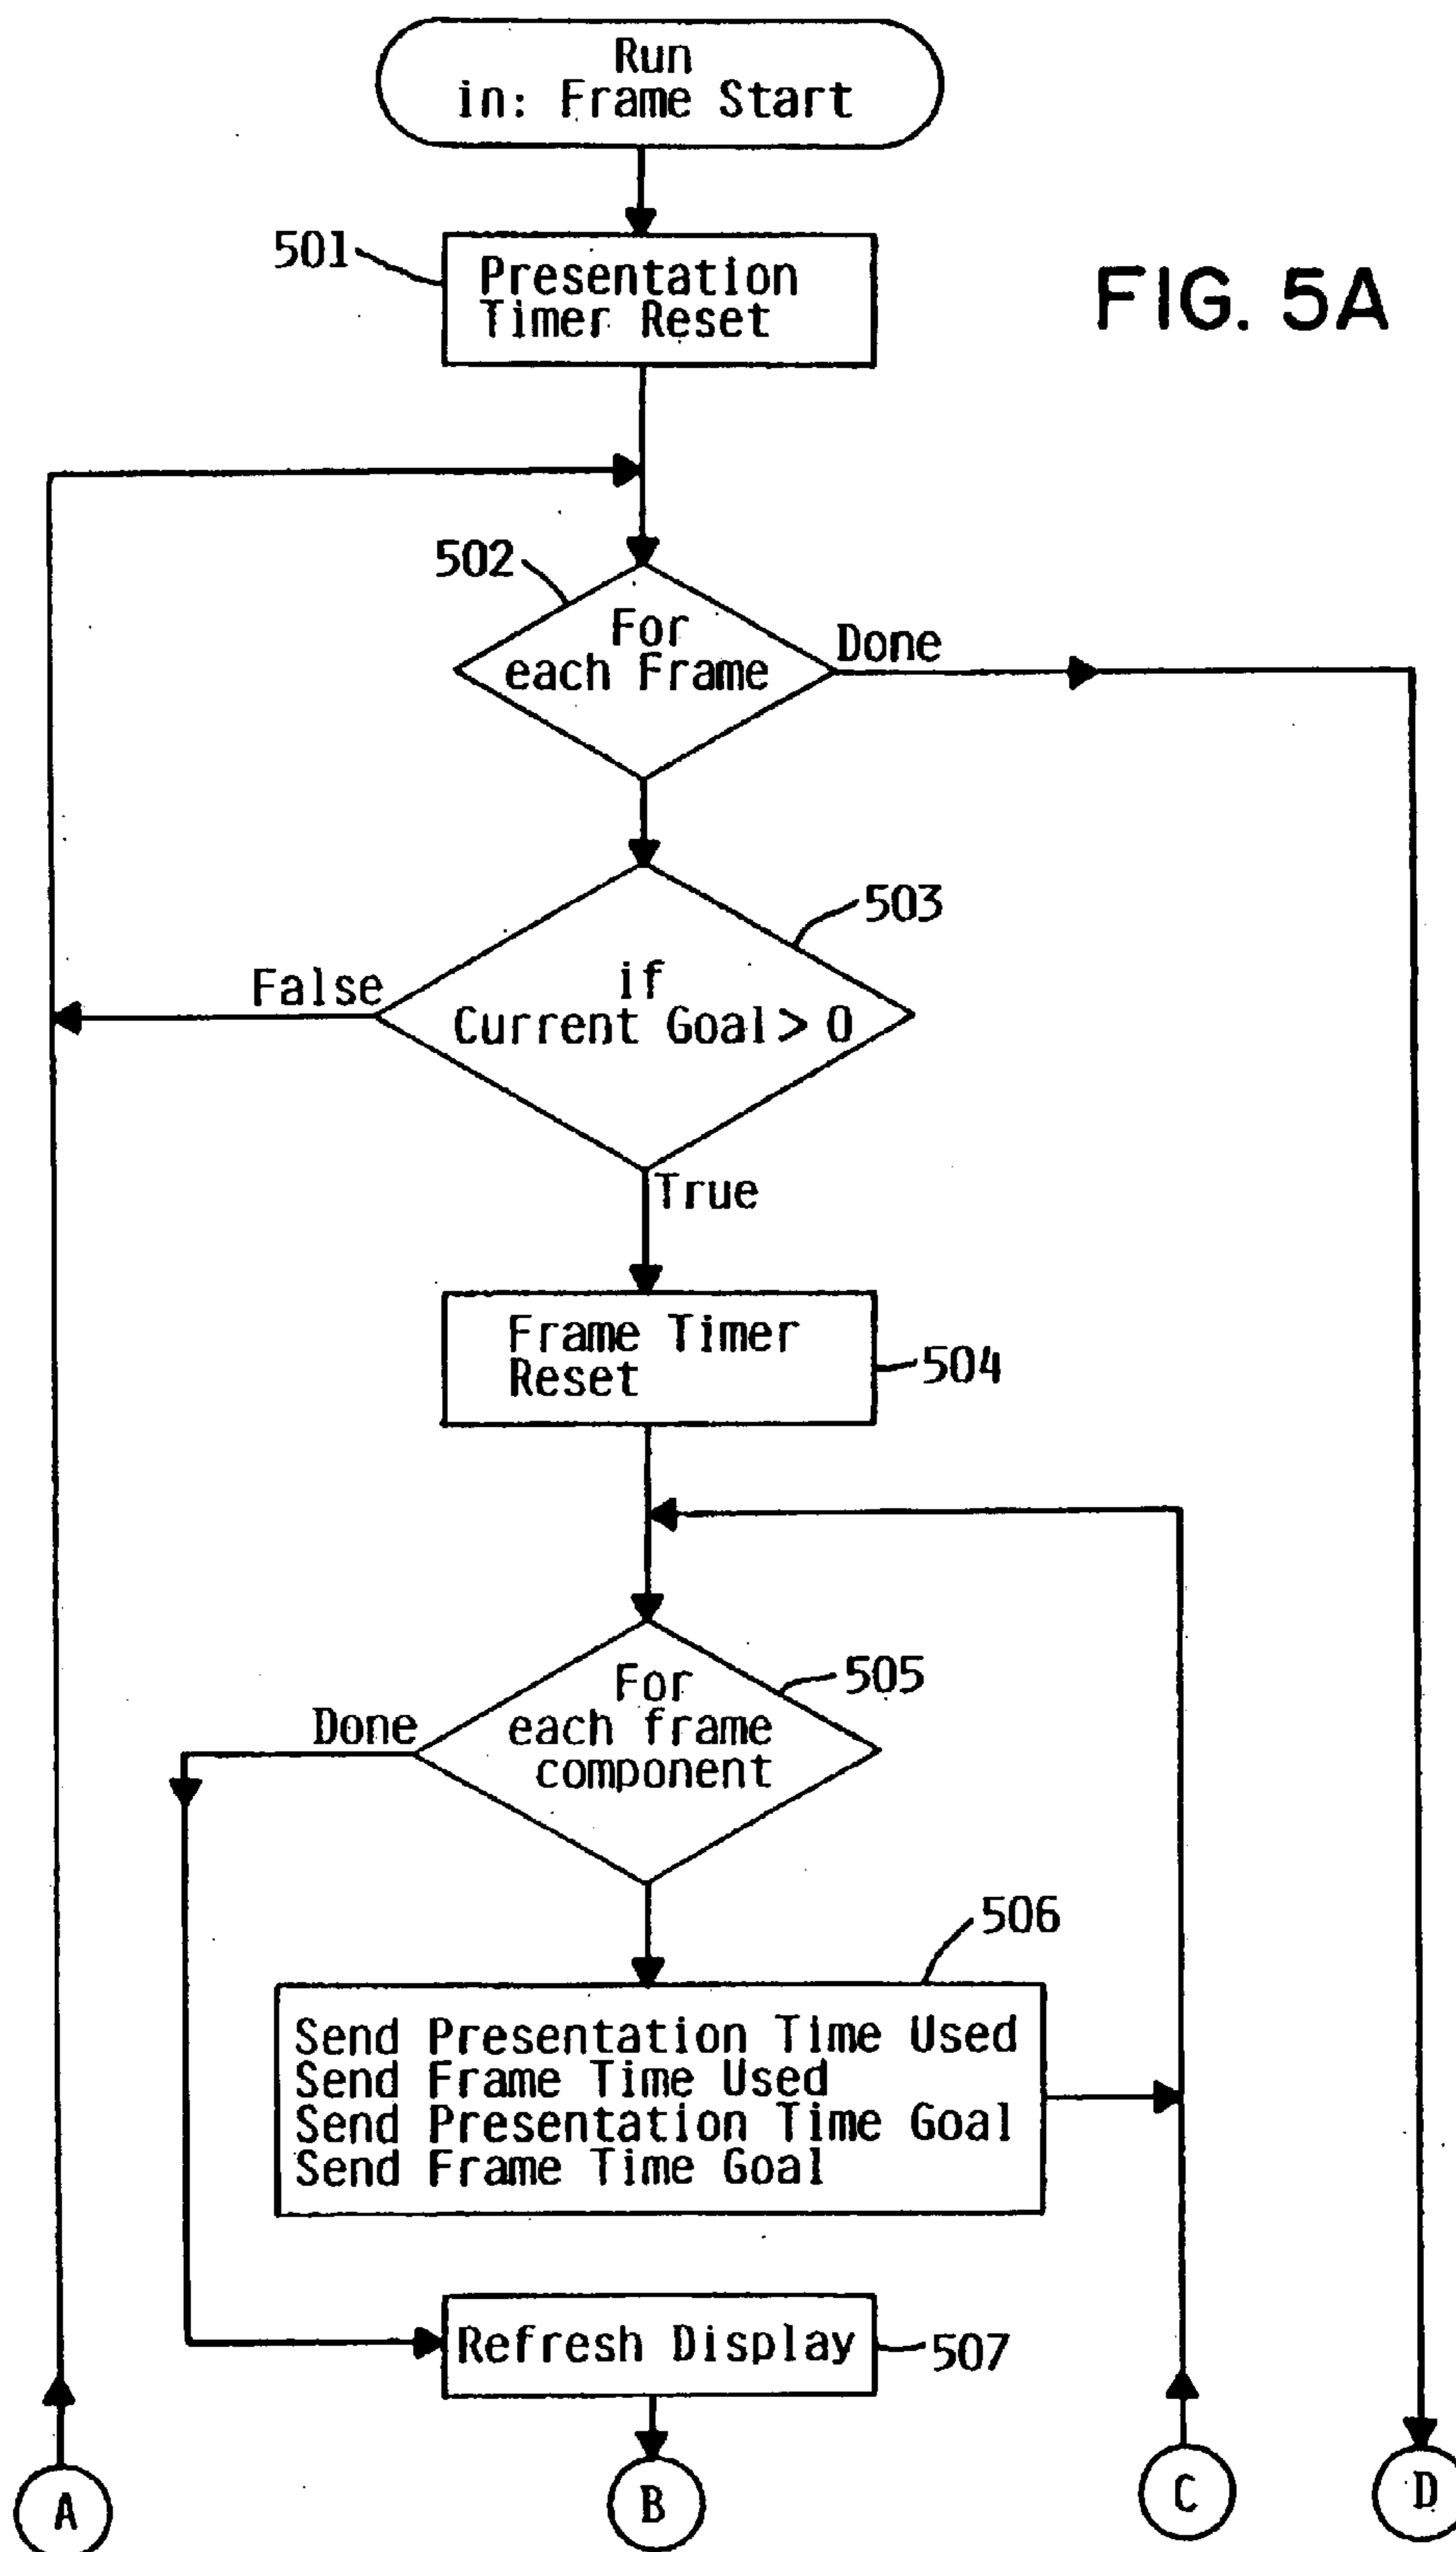 Run
in: Frame Start
501
Presentation
Timer Reset
FIG. 5A
502
For
each Frame
Done
503
if
Current Goal > 0
False
True
Frame Timer
Reset
504
505
For
each frame
component
Done
506
Send Presentation Time Used
Send Frame Time Used
Send Presentation Time Goal
Send Frame Time Goal
Refresh Display
507
A
B
C
D